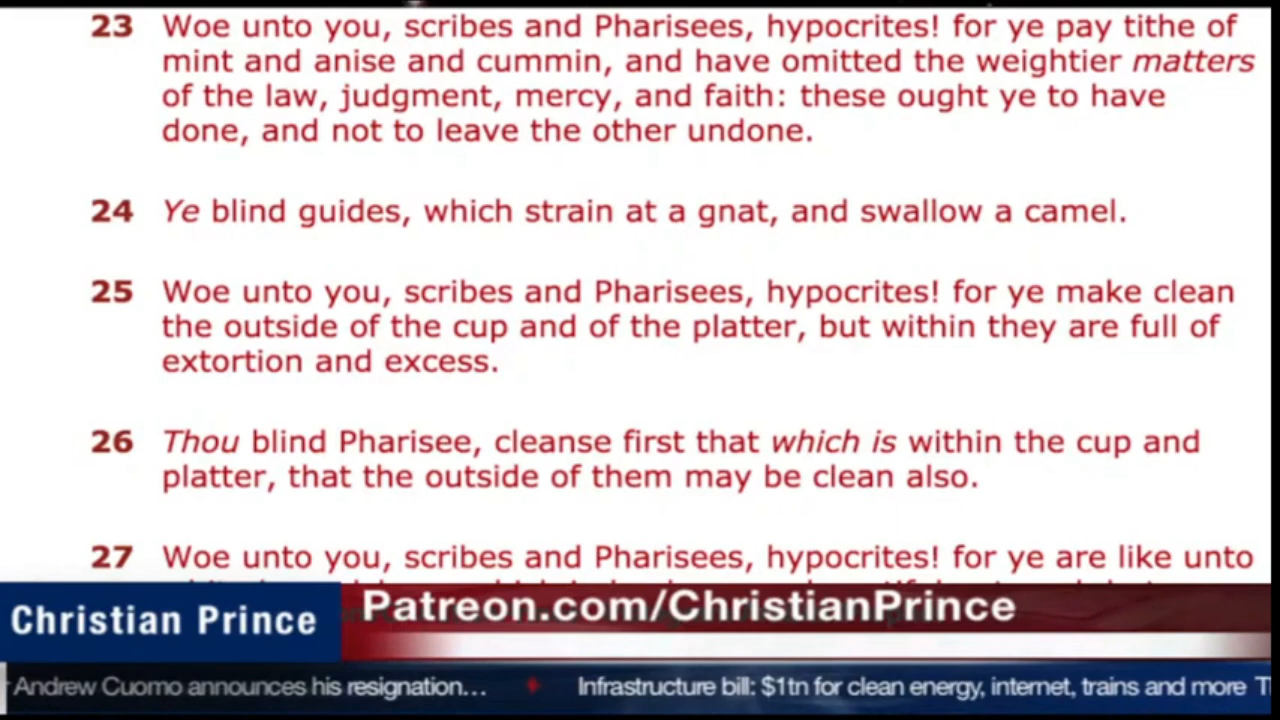 23 Woe unto you, scribes and Pharisees, hypocrites! for ye pay tithe of
mint and anise and cummin, and have omitted the weightier matters
of the law, judgment, mercy, and faith: these ought ye to have
done, and not to leave the other undone.
24 Ye blind guides, which strain at a gnat, and swallow a camel.
25 Woe unto you, scribes and Pharisees, hypocrites! for ye make clean
the outside of the cup and of the platter, but within they are full of
extortion and excess.
26 Thou blind Pharisee, cleanse first that which is within the cup and
platter, that the outside of them may be clean also.
27 Woe unto you, scribes and Pharisees, hypocrites! for ye are like unto
Christian Prince
Patreon.com/ChristianPrince
Andrew Cuomo announces his resignation... Infrastructure bill: $1tn for clean energy, internet, trains and more